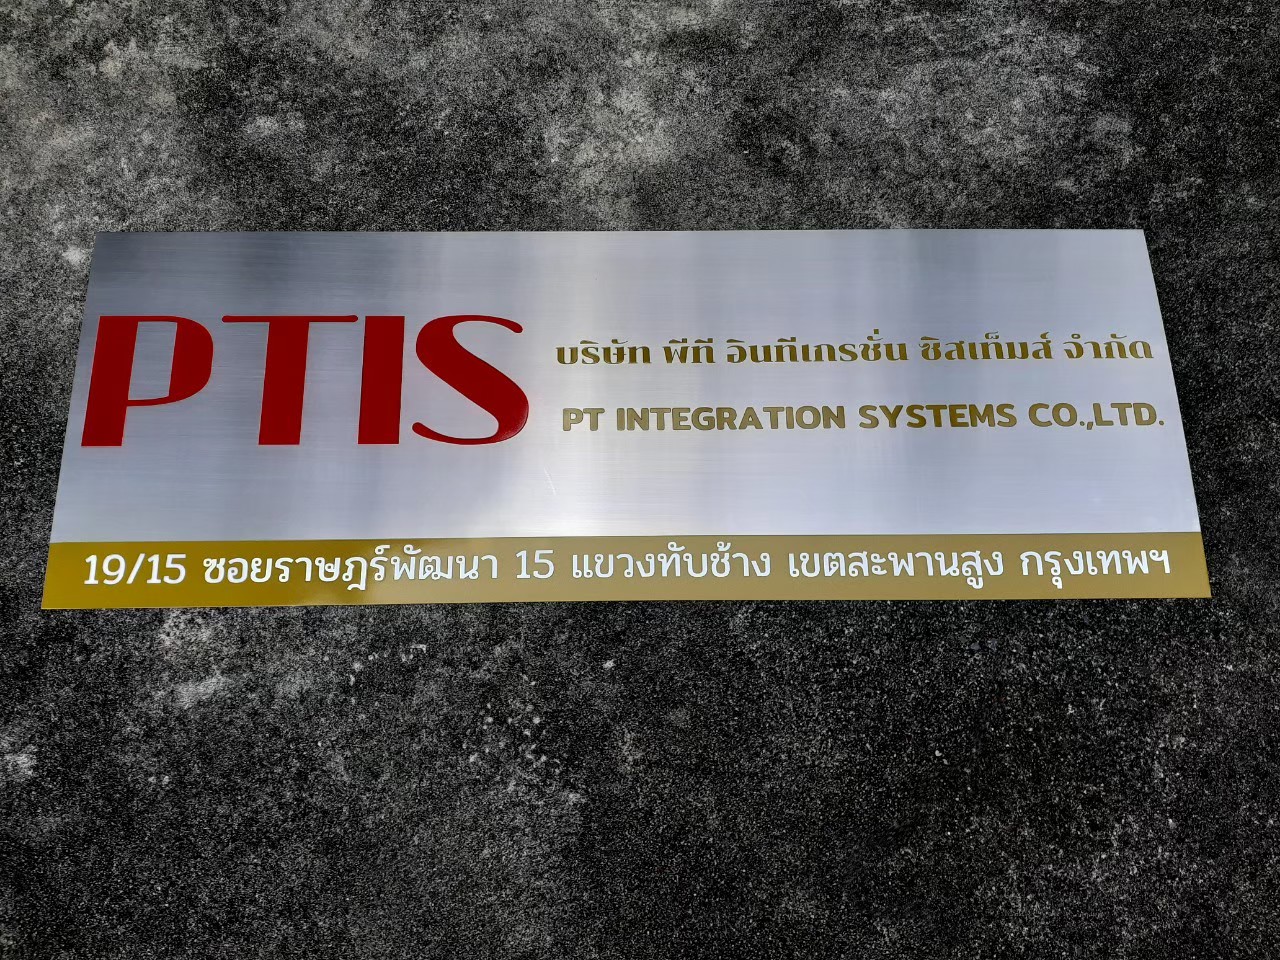 PTIS
บริษัท พีที อินทีเกรชั่น ซิสเท็มส์ จำกัด
PT INTEGRATION SYSTEMS CO.,LTD.
19/15 ซอยราษฎร์พัฒนา 15 แขวงทับช้าง เขตสะพานสูง กรุงเทพฯ